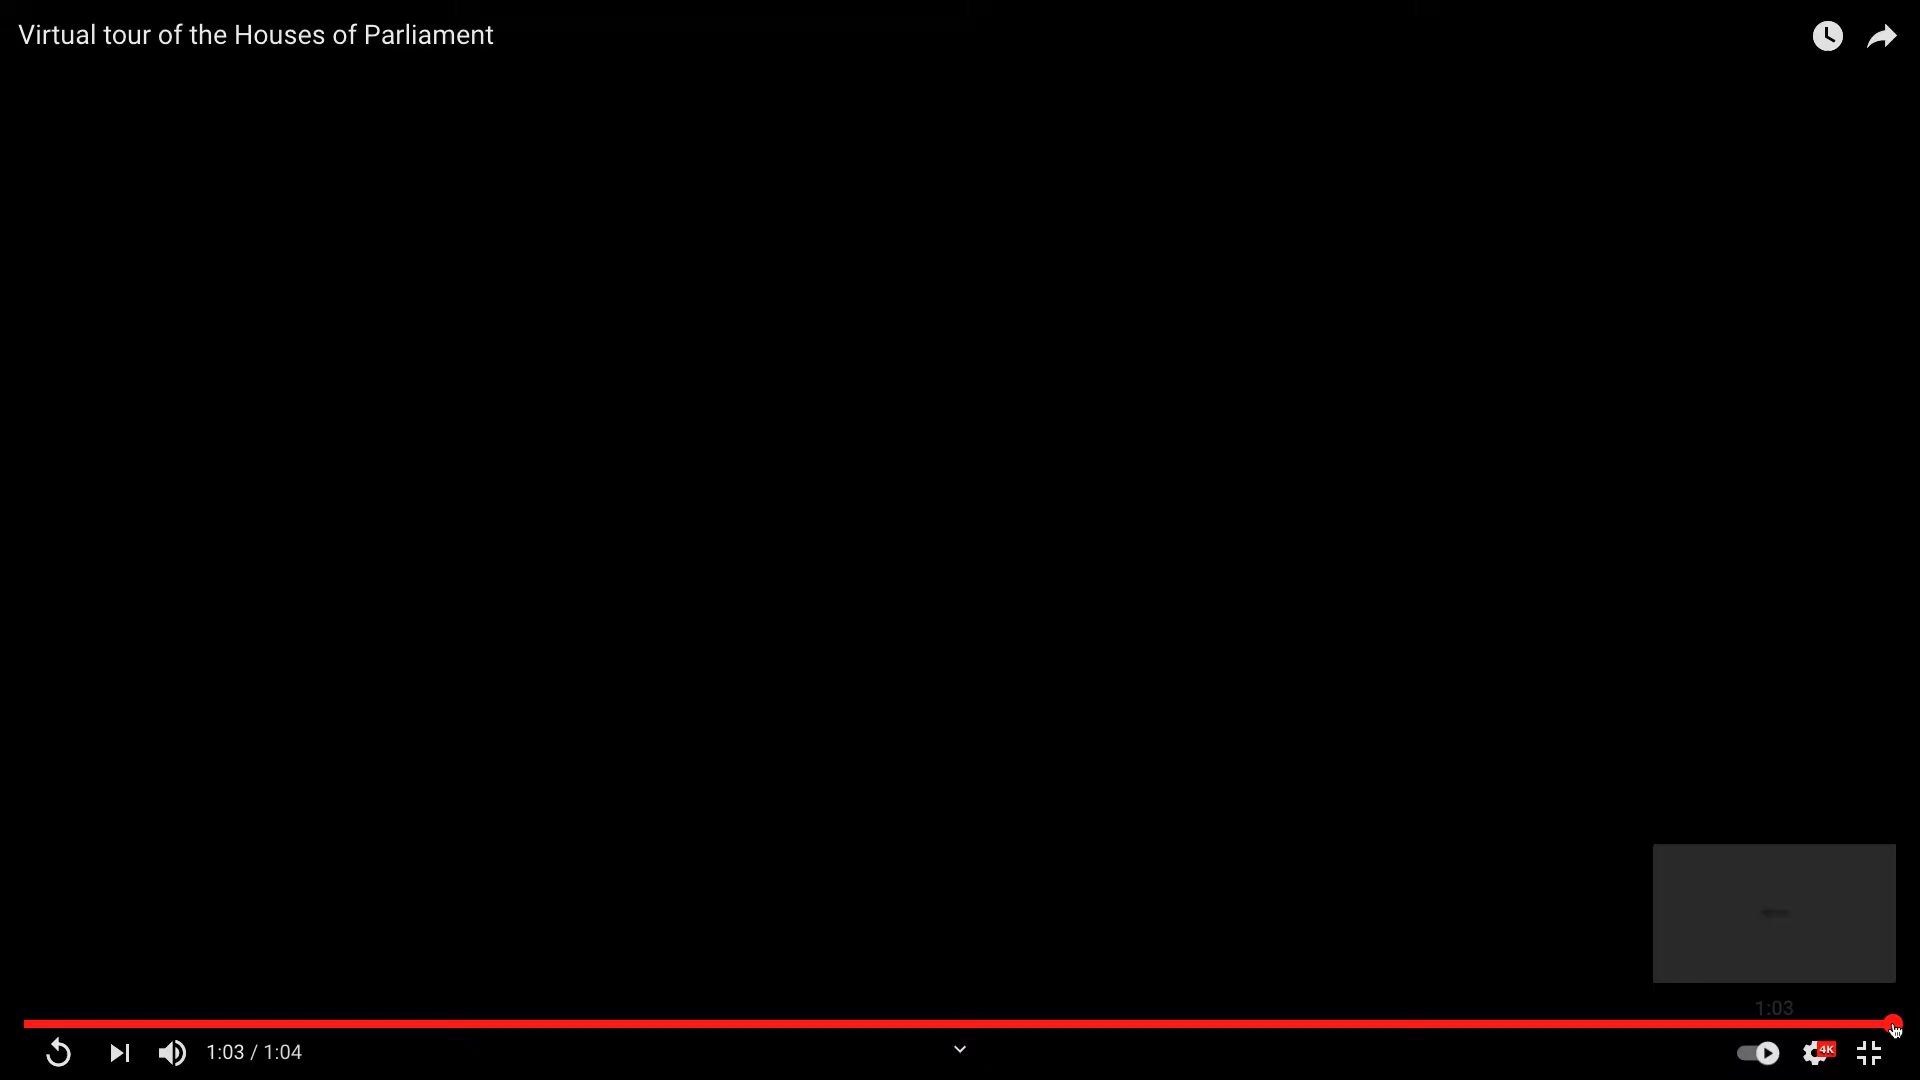 Virtual tour of the Houses of Parliament
1:03
1:03 / 1:04
4K